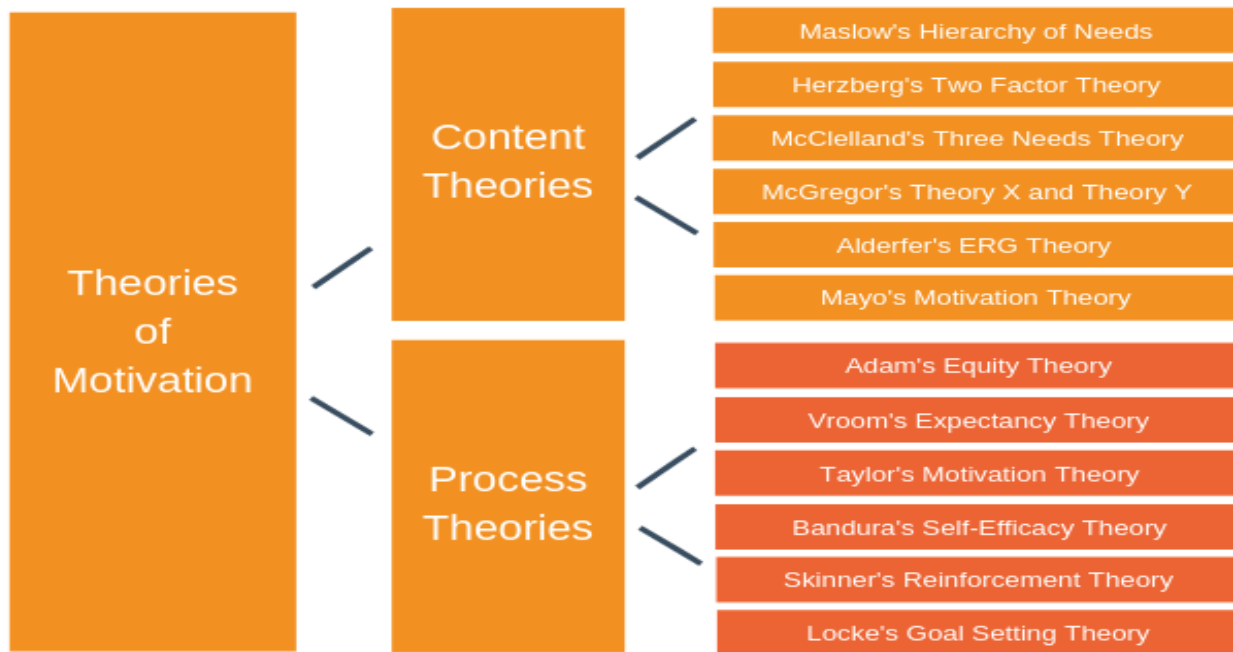 Theories
of
Motivation
Content
Theories
Maslow's Hierarchy of Needs
Herzberg's Two Factor Theory
McClelland's Three Needs Theory
McGregor's Theory X and Theory Y
Alderfer's ERG Theory
Mayo's Motivation Theory
Process
Theories
Adam's Equity Theory
Vroom's Expectancy Theory
Taylor's Motivation Theory
Bandura's Self-Efficacy Theory
Skinner's Reinforcement Theory
Locke's Goal Setting Theory